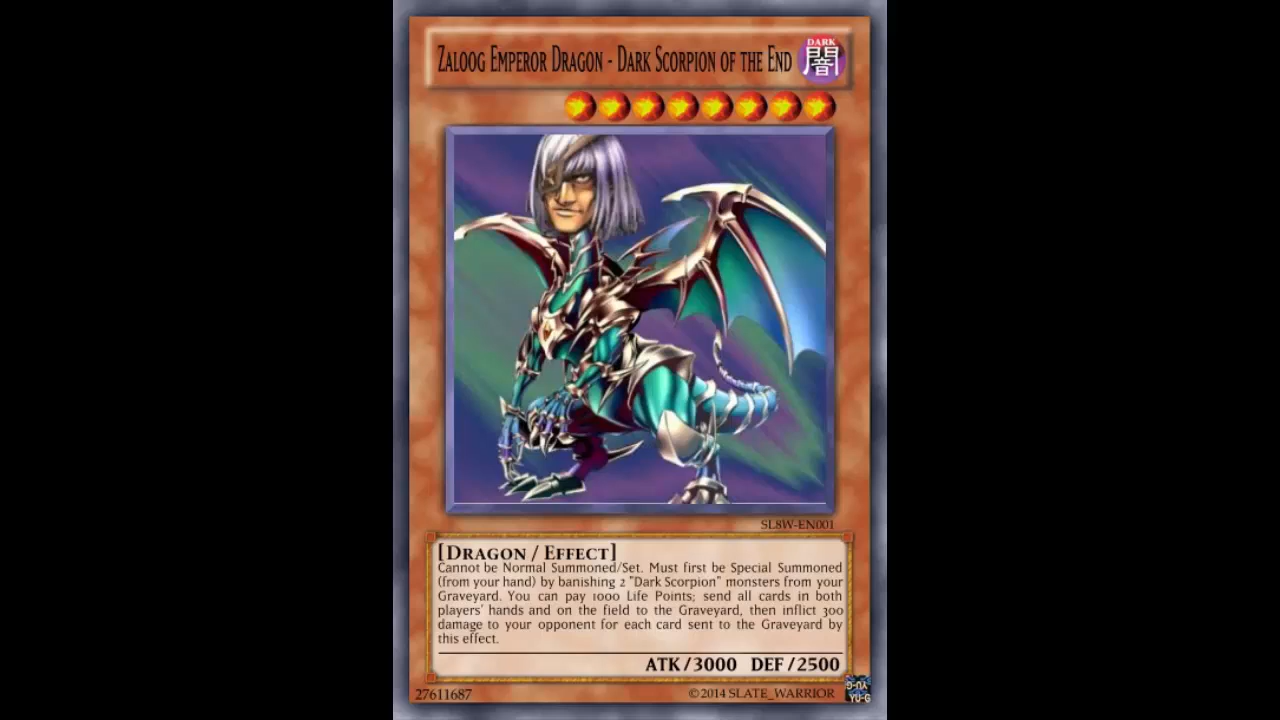 ZALOOG EMPEROR DRAGON - DARK SCORPION OF THE END
DARK
闇
SL8W-EN001
[DRAGON / EFFECT]
Cannot be Normal Summoned/Set. Must first be Special Summoned
(from your hand) by banishing 2 "Dark Scorpion" monsters from your
Graveyard. You can pay 1000 Life Points; send all cards in both
players' hands and on the field to the Graveyard, then inflict 300
damage to your opponent for each card sent to the Graveyard by
this effect.
ATK/3000 DEF/2500
27611687
©2014 SLATE_WARRIOR
YU-G